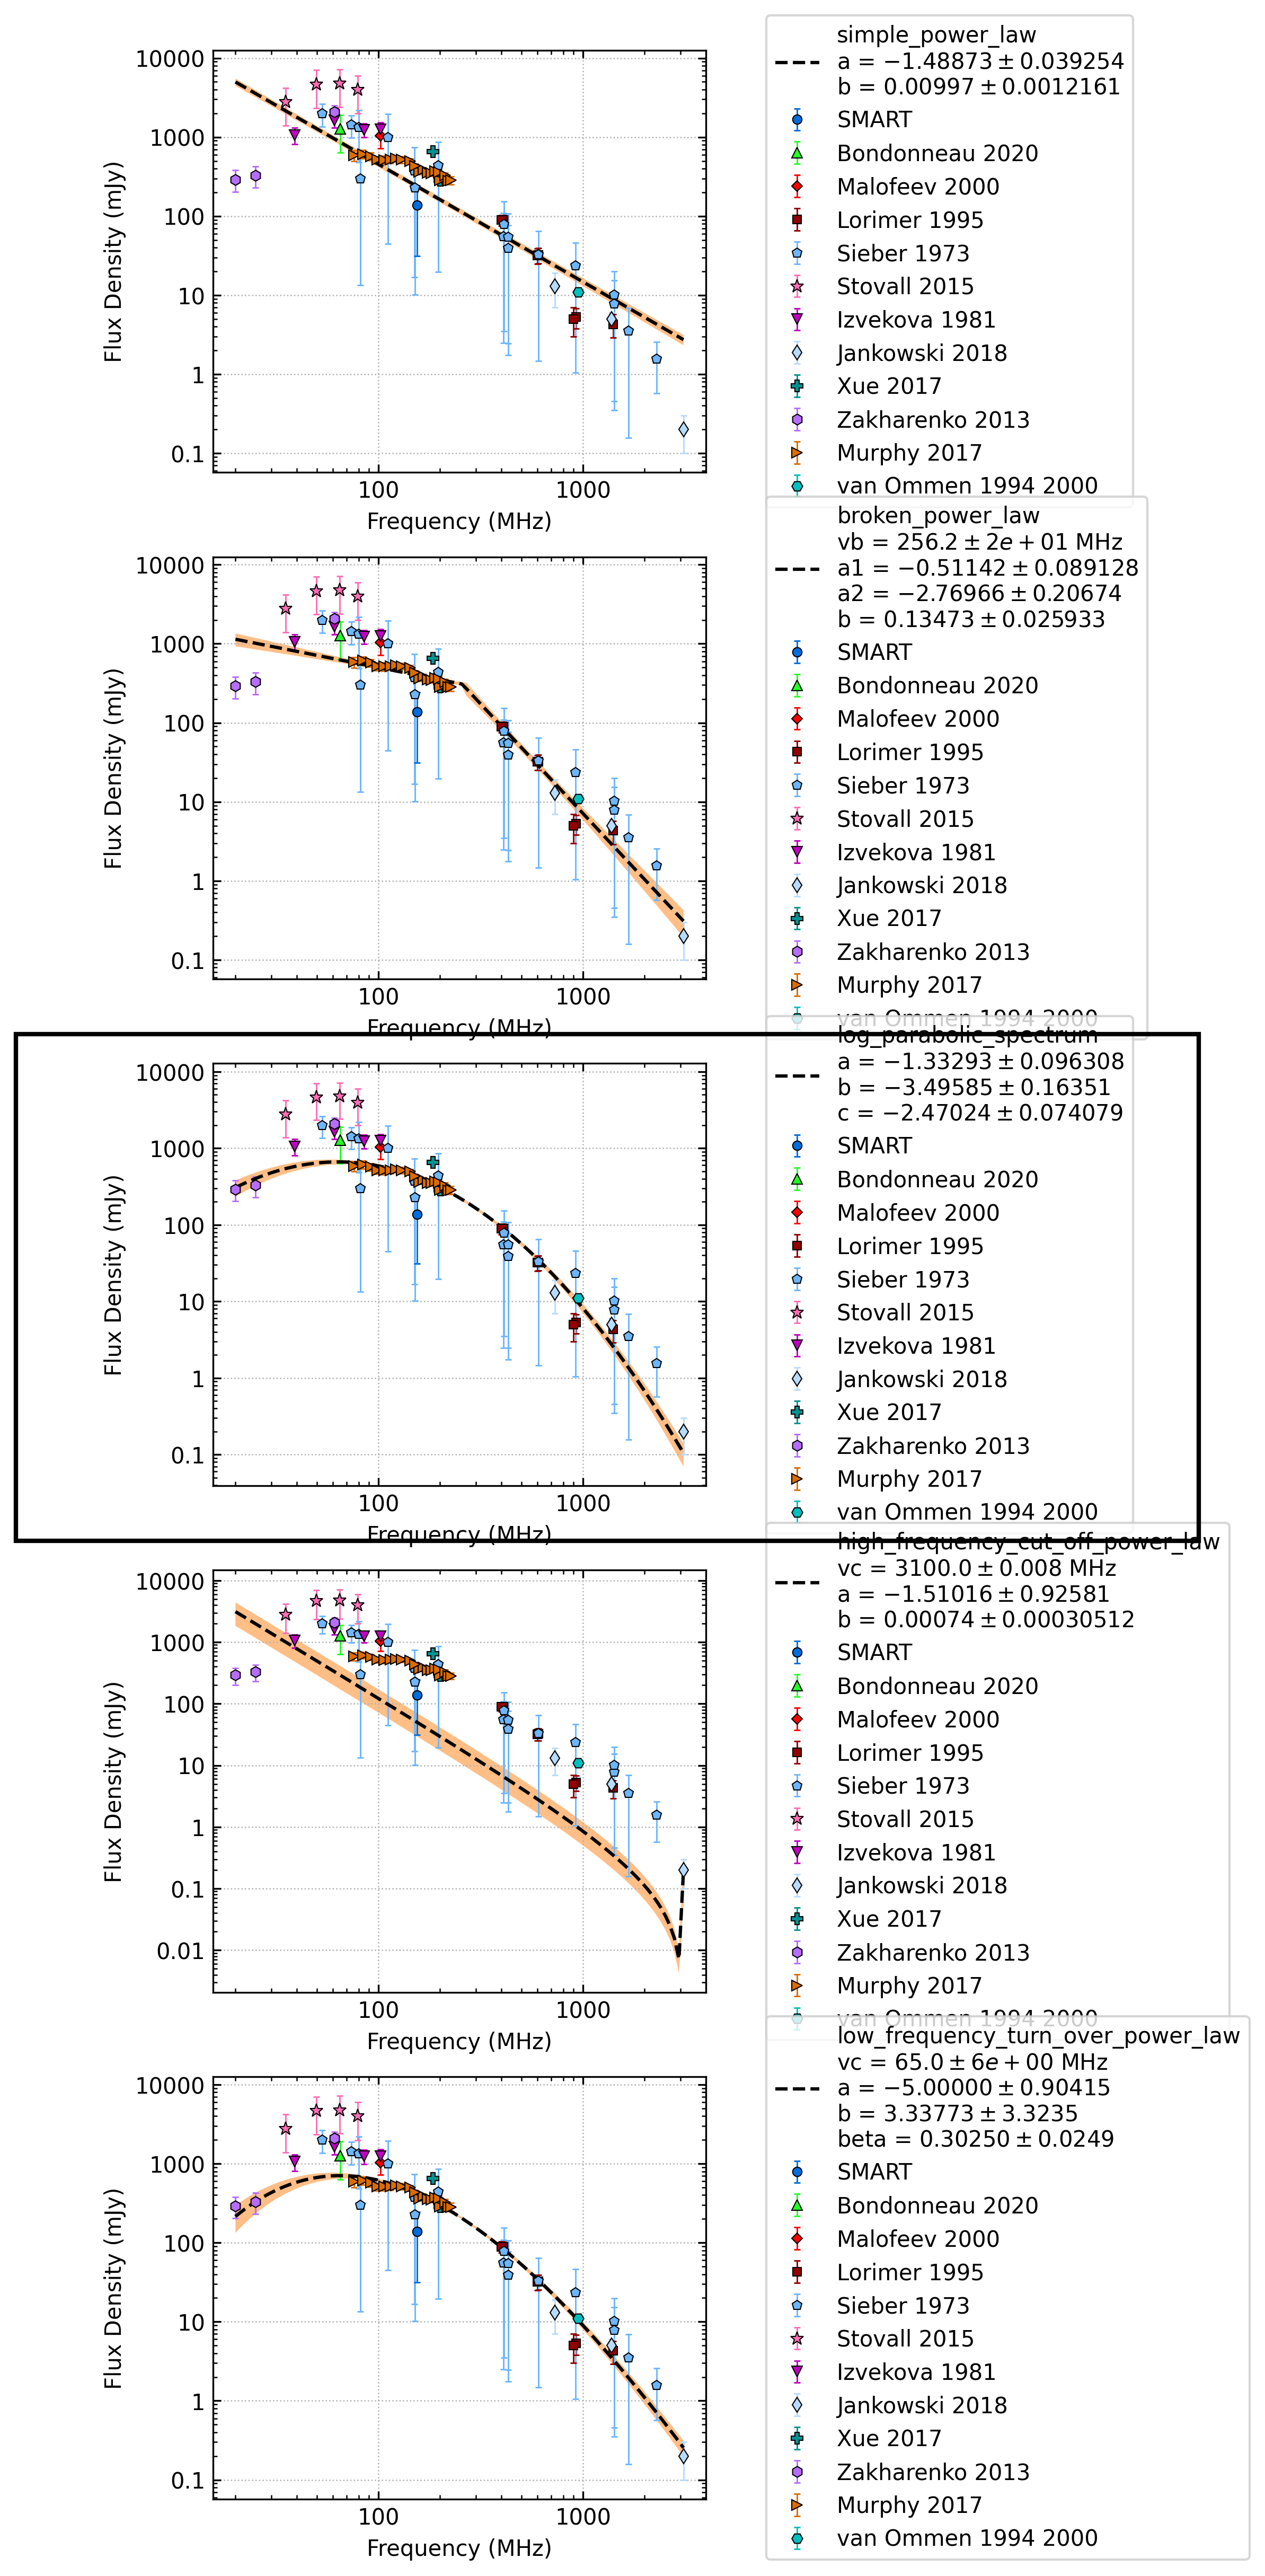 simple_power_law
a = −1.48873 ± 0.039254
b = 0.00997 ± 0.0012161
SMART
Bondonneau 2020
Malofeev 2000
Lorimer 1995
Sieber 1973
Stovall 2015
Izvekova 1981
Jankowski 2018
Xue 2017
Zakharenko 2013
Murphy 2017
van Ommen 1994 2000
10000
1000
100
10
1
0.1
Flux Density (mJy)
100 1000
Frequency (MHz)
broken_power_law
vb = 256.2 ± 2e + 01 MHz
a1 = −0.51142 ± 0.089128
a2 = −2.76966 ± 0.20674
b = 0.13473 ± 0.025933
SMART
Bondonneau 2020
Malofeev 2000
Lorimer 1995
Sieber 1973
Stovall 2015
Izvekova 1981
Jankowski 2018
Xue 2017
Zakharenko 2013
Murphy 2017
van Ommen 1994 2000
10000
1000
100
10
1
0.1
Flux Density (mJy)
100 1000
Frequency (MHz)
log_parabolic_spectrum
a = −1.33293 ± 0.096308
b = −3.49585 ± 0.16351
c = −2.47024 ± 0.074079
SMART
Bondonneau 2020
Malofeev 2000
Lorimer 1995
Sieber 1973
Stovall 2015
Izvekova 1981
Jankowski 2018
Xue 2017
Zakharenko 2013
Murphy 2017
van Ommen 1994 2000
10000
1000
100
10
1
0.1
Flux Density (mJy)
100 1000
Frequency (MHz)
high_frequency_cut_off_power_law
vc = 3100.0 ± 0.008 MHz
a = −1.51016 ± 0.92581
b = 0.00074 ± 0.00030512
SMART
Bondonneau 2020
Malofeev 2000
Lorimer 1995
Sieber 1973
Stovall 2015
Izvekova 1981
Jankowski 2018
Xue 2017
Zakharenko 2013
Murphy 2017
van Ommen 1994 2000
10000
1000
100
10
1
0.1
0.01
Flux Density (mJy)
100 1000
Frequency (MHz)
low_frequency_turn_over_power_law
vc = 65.0 ± 6e + 00 MHz
a = −5.00000 ± 0.90415
b = 3.33773 ± 3.3235
beta = 0.30250 ± 0.0249
SMART
Bondonneau 2020
Malofeev 2000
Lorimer 1995
Sieber 1973
Stovall 2015
Izvekova 1981
Jankowski 2018
Xue 2017
Zakharenko 2013
Murphy 2017
van Ommen 1994 2000
10000
1000
100
10
1
0.1
Flux Density (mJy)
100 1000
Frequency (MHz)